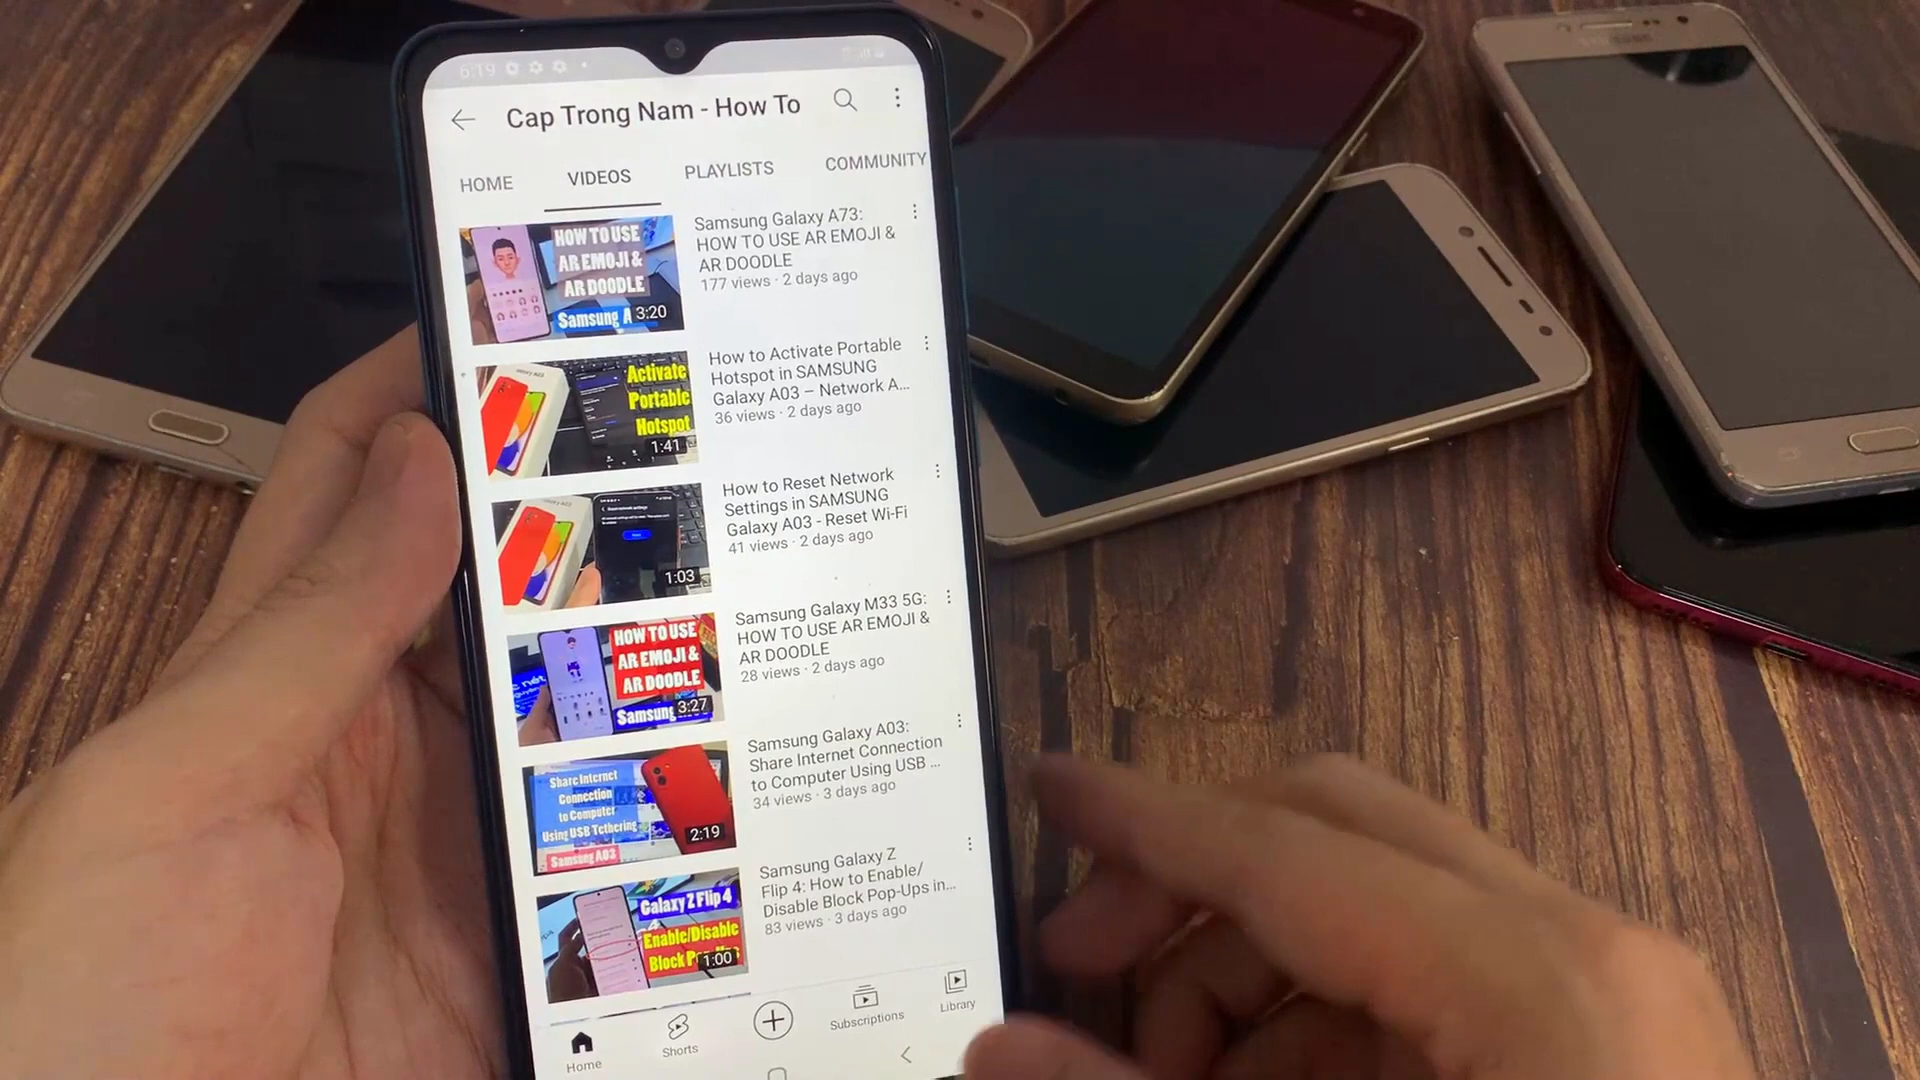 6:19
Cap Trong Nam - How To
HOME
VIDEOS
PLAYLISTS
COMMUNITY
HOW TO USE
AR EMOJI &
AR DOODLE
Samsung A
3:20
Samsung Galaxy A73:
HOW TO USE AR EMOJI &
AR DOODLE
177 views · 2 days ago
Activate
Portable
Hotspot
1:41
How to Activate Portable
Hotspot in SAMSUNG
Galaxy A03 – Network A...
36 views · 2 days ago
1:03
How to Reset Network
Settings in SAMSUNG
Galaxy A03 - Reset Wi-Fi
41 views · 2 days ago
HOW TO USE
AR EMOJI &
AR DOODLE
Samsung
3:27
Samsung Galaxy M33 5G:
HOW TO USE AR EMOJI &
AR DOODLE
28 views · 2 days ago
Share Internet
Connection
to Computer
Using USB Tethering
Samsung A03
2:19
Samsung Galaxy A03:
Share Internet Connection
to Computer Using USB ...
34 views · 3 days ago
Galaxy Z Flip 4
Enable/Disable
Block P
1:00
Samsung Galaxy Z
Flip 4: How to Enable/
Disable Block Pop-Ups in...
83 views · 3 days ago
Home
Shorts
Subscriptions
Library
SAMSUNG